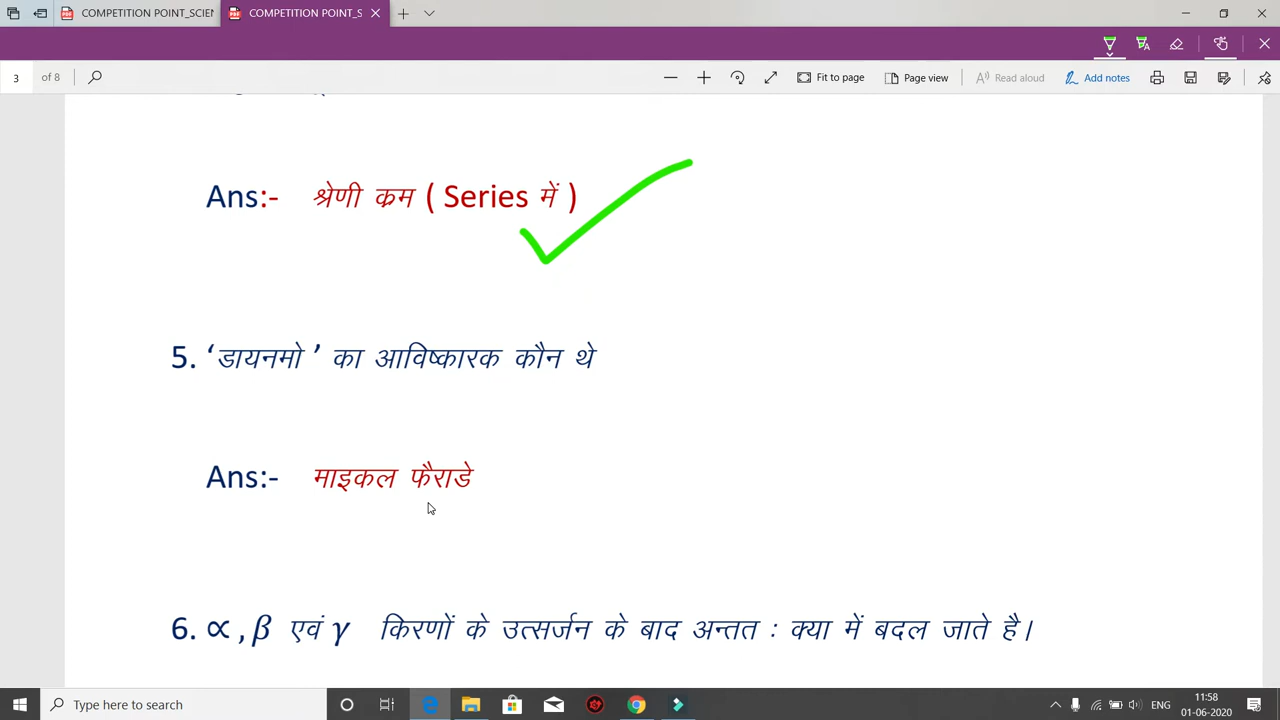 COMPETITION POINT_SCIEN
COMPETITION POINT_S
3 of 8
Fit to page
Page view
Read aloud
Add notes
Ans:- श्रेणी क्रम ( Series में )
5. ‘डायनमो ’ का आविष्कारक कौन थे
Ans:- माइकल फैराडे
6. ∝ , β एवं γ किरणों के उत्सर्जन के बाद अन्तत : क्या में बदल जाते है।
Type here to search
ENG
11:58
01-06-2020